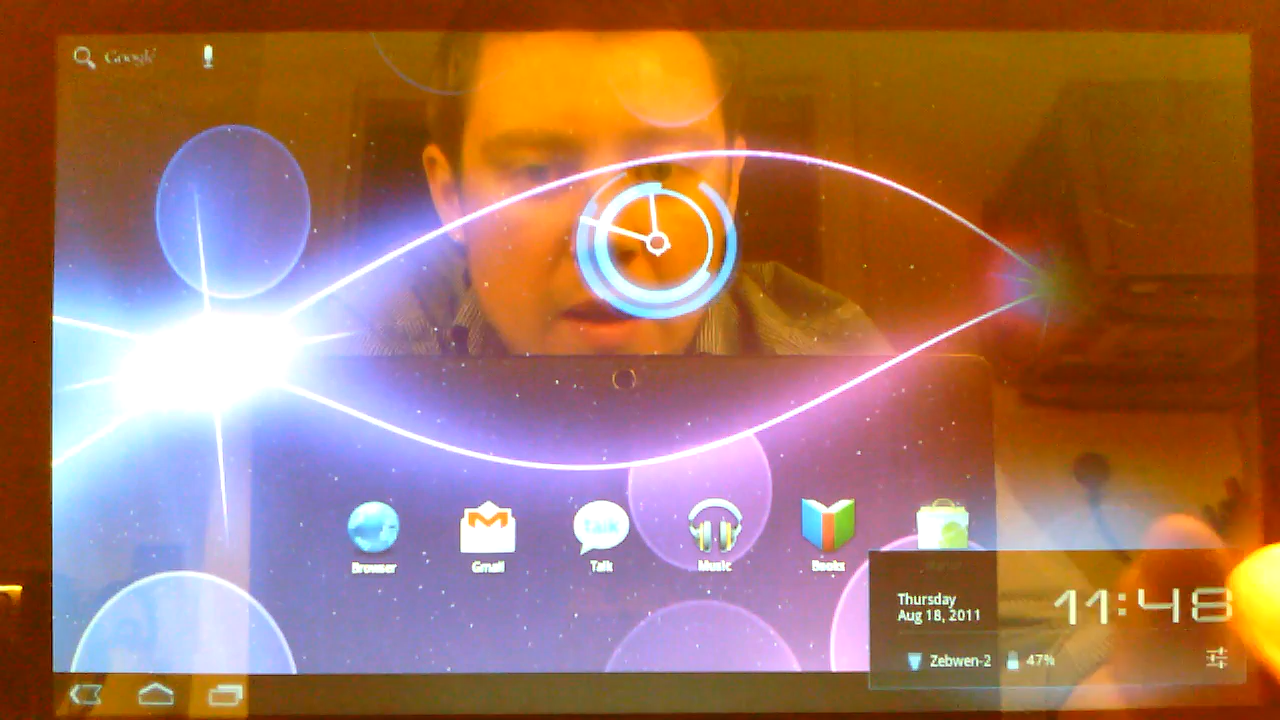 Google
Browser
Gmail
Talk
Music
Books
Thursday
Aug 18, 2011
11:48
Zebwen-2
47%